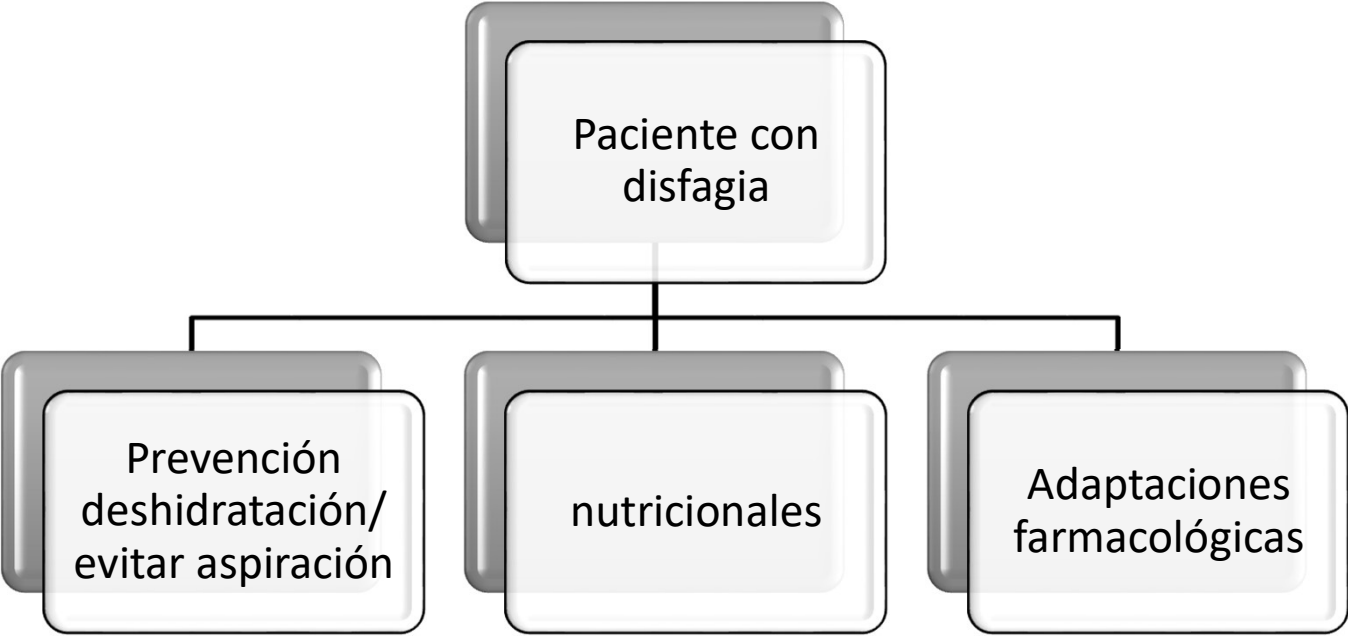 Paciente con
disfagia
Prevención
deshidratación/
evitar aspiración
nutricionales
Adaptaciones
farmacológicas